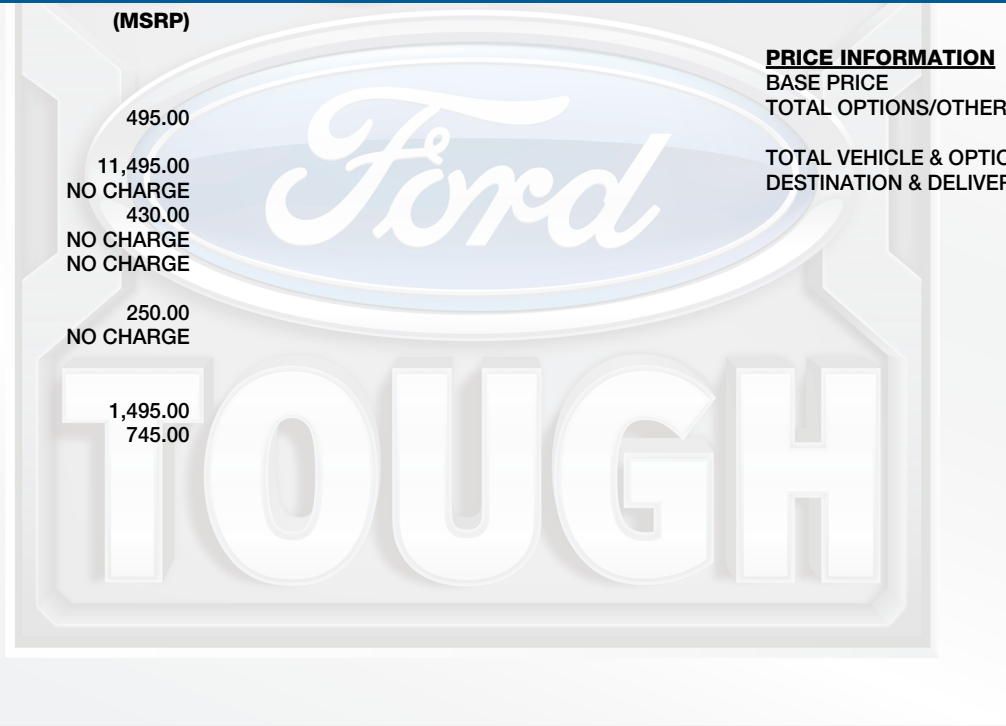 (MSRP)
495.00
11,495.00
NO CHARGE
430.00
NO CHARGE
NO CHARGE
250.00
NO CHARGE
1,495.00
745.00
PRICE INFORMATION
BASE PRICE
TOTAL OPTIONS/OTHER
TOTAL VEHICLE & OPTIO
DESTINATION & DELIVER
Ford
TOUGH